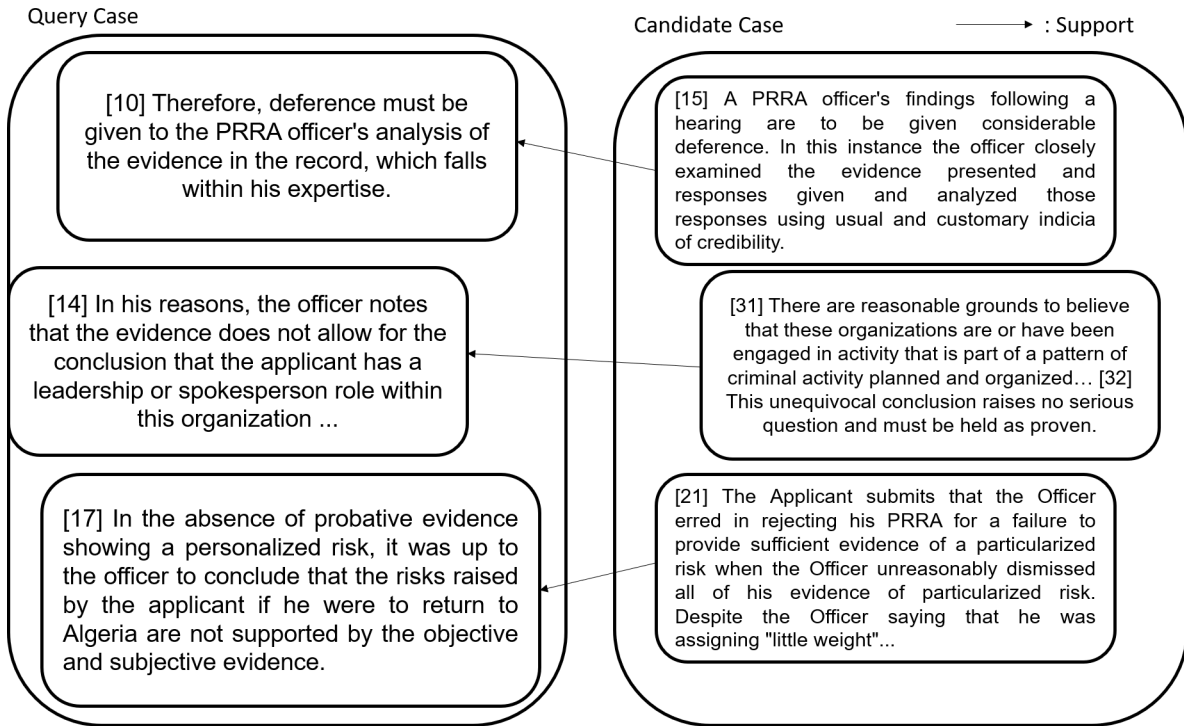 Query Case
[10] Therefore, deference must be
given to the PRRA officer's analysis of
the evidence in the record, which falls
within his expertise.
[14] In his reasons, the officer notes
that the evidence does not allow for the
conclusion that the applicant has a
leadership or spokesperson role within
this organization ...
[17] In the absence of probative evidence
showing a personalized risk, it was up to
the officer to conclude that the risks raised
by the applicant if he were to return to
Algeria are not supported by the objective
and subjective evidence.
Candidate Case
: Support
[15] A PRRA officer's findings following a
hearing are to be given considerable
deference. In this instance the officer closely
examined the evidence presented and
responses given and analyzed those
responses using usual and customary indicia
of credibility.
[31] There are reasonable grounds to believe
that these organizations are or have been
engaged in activity that is part of a pattern of
criminal activity planned and organized… [32]
This unequivocal conclusion raises no serious
question and must be held as proven.
[21] The Applicant submits that the Officer
erred in rejecting his PRRA for a failure to
provide sufficient evidence of a particularized
risk when the Officer unreasonably dismissed
all of his evidence of particularized risk.
Despite the Officer saying that he was
assigning "little weight"...